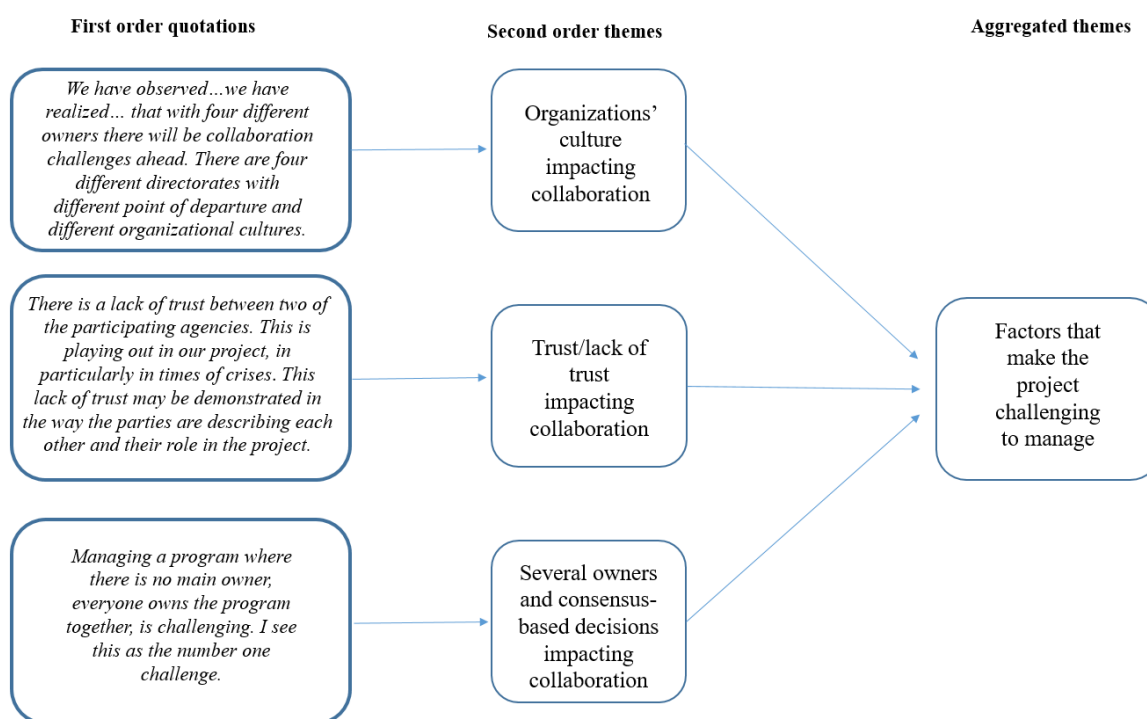 First order quotations
Second order themes
Aggregated themes
We have observed…we have
realized… that with four different
owners there will be collaboration
challenges ahead. There are four
different directorates with
different point of departure and
different organizational cultures.
Organizations’
culture
impacting
collaboration
There is a lack of trust between two of
the participating agencies. This is
playing out in our project, in
particularly in times of crises. This
lack of trust may be demonstrated in
the way the parties are describing each
other and their role in the project.
Trust/lack of
trust
impacting
collaboration
Factors that
make the
project
challenging
to manage
Managing a program where
there is no main owner,
everyone owns the program
together, is challenging. I see
this as the number one
challenge.
Several owners
and consensus-
based decisions
impacting
collaboration